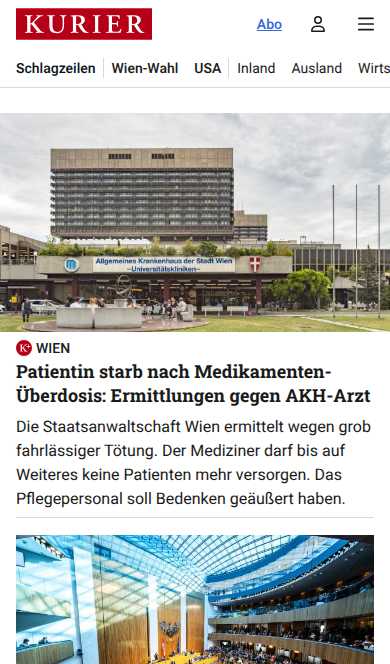 KURIER
Abo
Schlagzeilen Wien-Wahl USA Inland Ausland Wirts
Allgemeines Krankenhaus der Stadt Wien
–Universitätskliniken–
K+ WIEN
Patientin starb nach Medikamenten-
Überdosis: Ermittlungen gegen AKH-Arzt
Die Staatsanwaltschaft Wien ermittelt wegen grob
fahrlässiger Tötung. Der Mediziner darf bis auf
Weiteres keine Patienten mehr versorgen. Das
Pflegepersonal soll Bedenken geäußert haben.